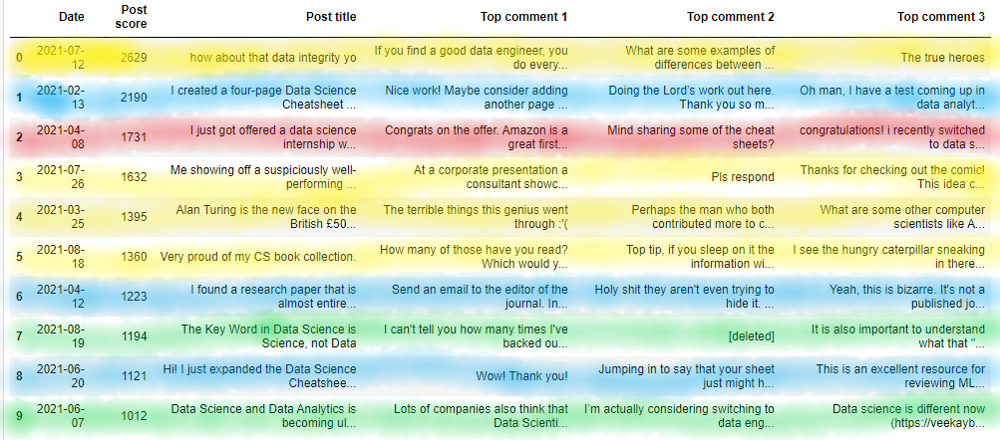 Date Post score Post title Top comment 1 Top comment 2 Top comment 3
0 2021-07-12 2629 how about that data integrity yo If you find a good data engineer, you do every... What are some examples of differences between ... The true heroes
1 2021-02-13 2190 I created a four-page Data Science Cheatsheet ... Nice work! Maybe consider adding another page ... Doing the Lord's work out here. Thank you so m... Oh man, I have a test coming up in data analyt...
2 2021-04-08 1731 I just got offered a data science internship w... Congrats on the offer. Amazon is a great first... Mind sharing some of the cheat sheets? congratulations! i recently switched to data s...
3 2021-07-26 1632 Me showing off a suspiciously well-performing ... At a corporate presentation a consultant showc... Pls respond Thanks for checking out the comic! This idea c...
4 2021-03-25 1395 Alan Turing is the new face on the British £50... The terrible things this genius went through :'( Perhaps the man who both contributed more to c... What are some other computer scientists like A...
5 2021-08-18 1360 Very proud of my CS book collection. How many of those have you read? Which would y... Top tip, if you sleep on it the information wi... I see the hungry caterpillar sneaking in there...
6 2021-04-12 1223 I found a research paper that is almost entire... Send an email to the editor of the journal. In... Holy shit they aren't even trying to hide it. ... Yeah, this is bizarre. It's not a published jo...
7 2021-08-19 1194 The Key Word in Data Science is Science, not Data I can't tell you how many times I've backed ou... [deleted] It is also important to understand what that "...
8 2021-06-20 1121 Hi! I just expanded the Data Science Cheatshee... Wow! Thank you! Jumping in to say that your sheet just might h... This is an excellent resource for reviewing ML...
9 2021-06-07 1012 Data Science and Data Analytics is becoming ul... Lots of companies also think that Data Scienti... I'm actually considering switching to data eng... Data science is different now (https://veekayb...